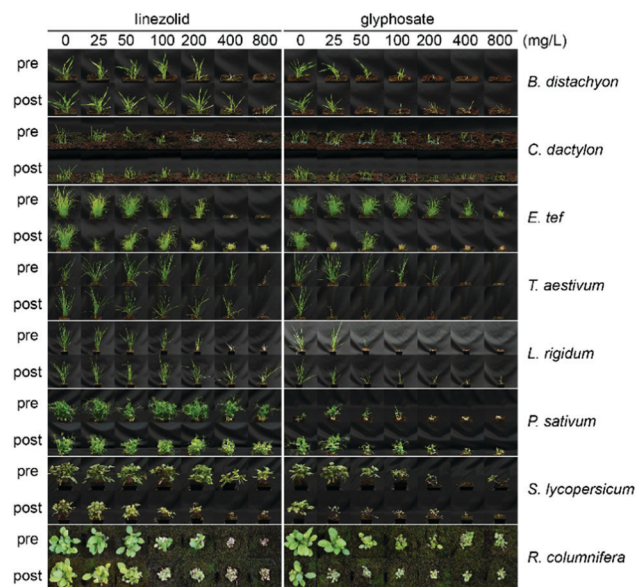 linezolid glyphosate
0 25 50 100 200 400 800 0 25 50 100 200 400 800 (mg/L)
pre
post
B. distachyon
pre
post
C. dactylon
pre
post
E. tef
pre
post
T. aestivum
pre
post
L. rigidum
pre
post
P. sativum
pre
post
S. lycopersicum
pre
post
R. columnifera